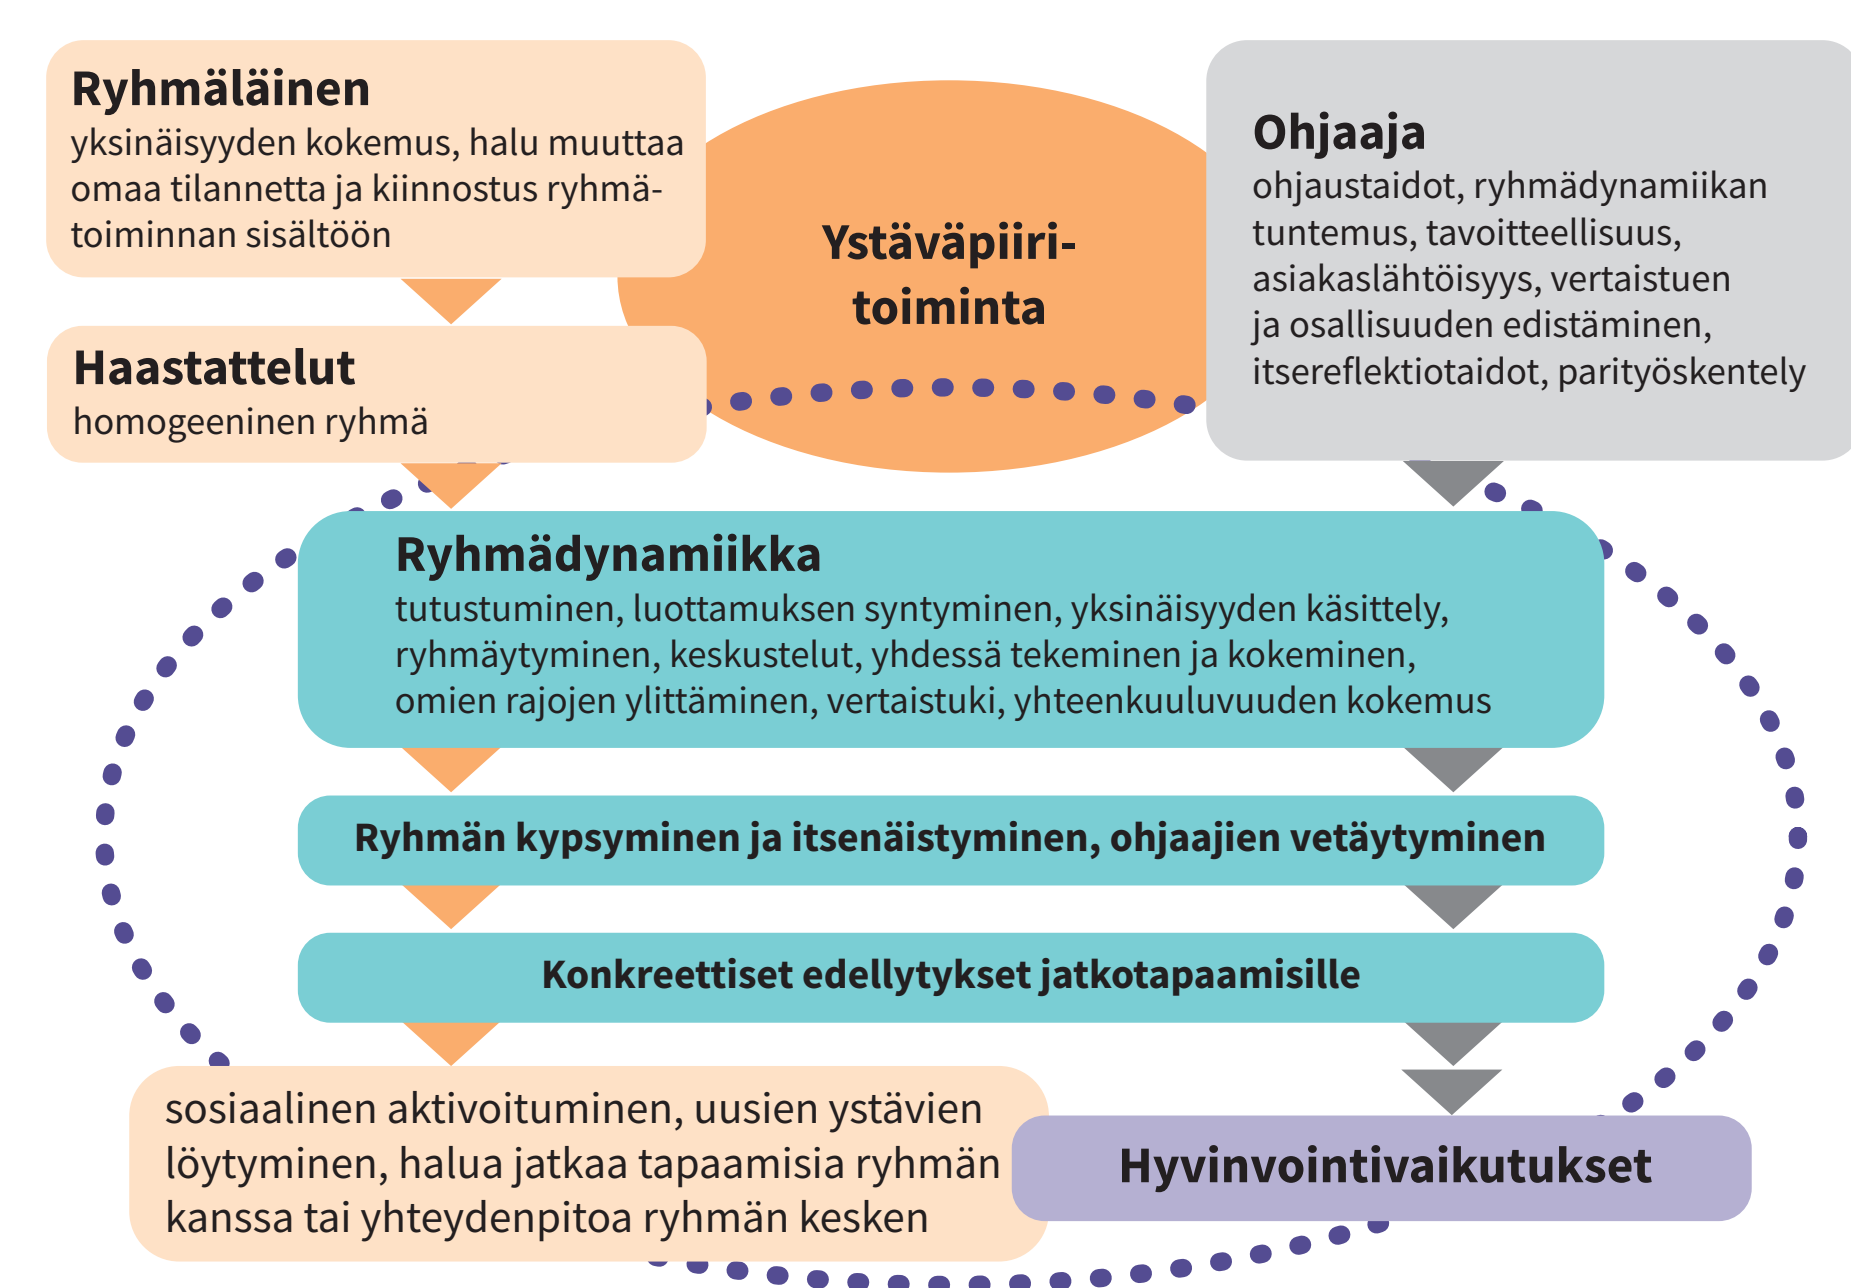 Ryhmäläinen
yksinäisyyden kokemus, halu muuttaa
omaa tilannetta ja kiinnostus ryhmä-
toiminnan sisältöön
Haastattelut
homogeeninen ryhmä
Ystäväpiiri-
toiminta
Ohjaaja
ohjaustaidot, ryhmädynamiikan
tuntemus, tavoitteellisuus,
asiakaslähtöisyys, vertaistuen
ja osallisuuden edistäminen,
itsereflektiotaidot, parityöskentely
Ryhmädynamiikka
tutustuminen, luottamuksen syntyminen, yksinäisyyden käsittely,
ryhmäytyminen, keskustelut, yhdessä tekeminen ja kokeminen,
omien rajojen ylittäminen, vertaistuki, yhteenkuuluvuuden kokemus
Ryhmän kypsyminen ja itsenäistyminen, ohjaajien vetäytyminen
Konkreettiset edellytykset jatkotapaamisille
sosiaalinen aktivoituminen, uusien ystävien
löytyminen, halua jatkaa tapaamisia ryhmän
kanssa tai yhteydenpitoa ryhmän kesken
Hyvinvointivaikutukset